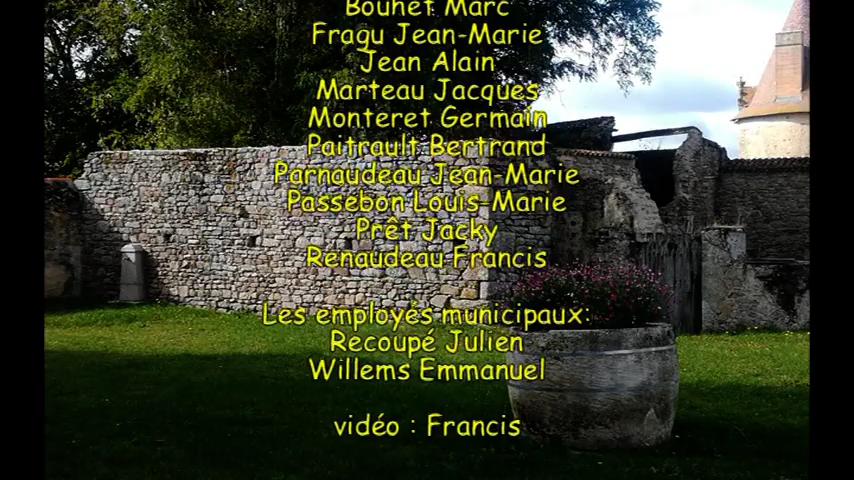 Bouhet Marc
Fragu Jean-Marie
Jean Alain
Marteau Jacques
Monteret Germain
Paitrault Bertrand
Parnaudeau Jean-Marie
Passebon Louis-Marie
Prêt Jacky
Renaudeau Francis
Les employés municipaux:
Recoupé Julien
Willems Emmanuel
vidéo : Francis